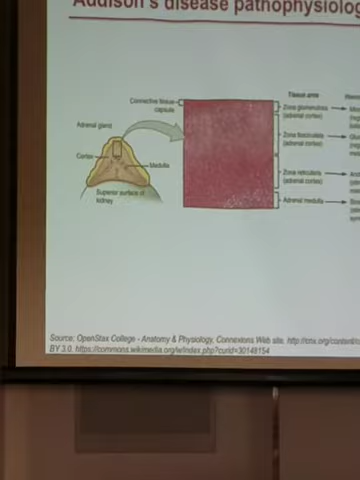 Addison's disease pathophysiolog
Connective tissue
capsule
Adrenal gland
Cortex
Medulla
Superior surface of
kidney
Tissue area
Zona glomerulosa
(adrenal cortex)
Zona fasciculata
(adrenal cortex)
Zona reticularis
(adrenal cortex)
Adrenal medulla
Source: OpenStax College - Anatomy & Physiology, Connexions Web site. http://cnx.org/content/c
BY 3.0, https://commons.wikimedia.org/w/index.php?curid=30148154